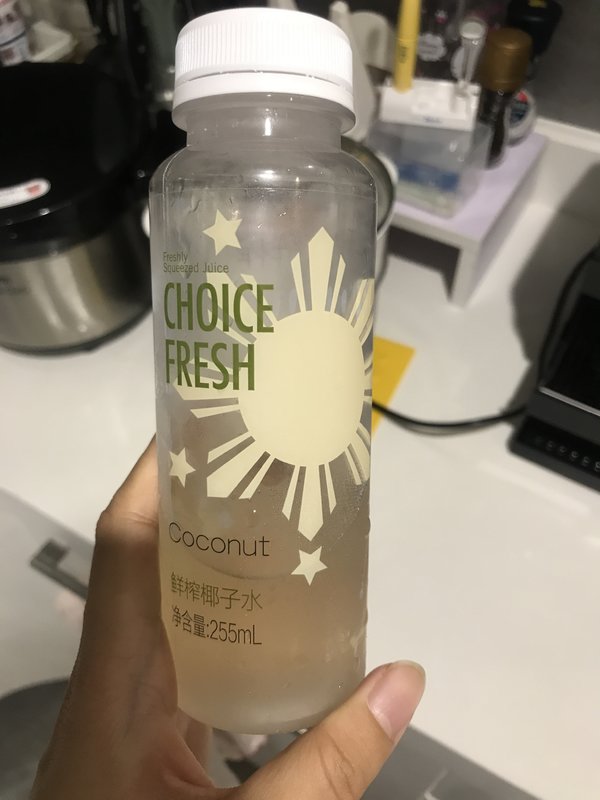 Freshly
Squeezed Juice
CHOICE
FRESH
Coconut
鲜榨椰子水
净含量:255mL